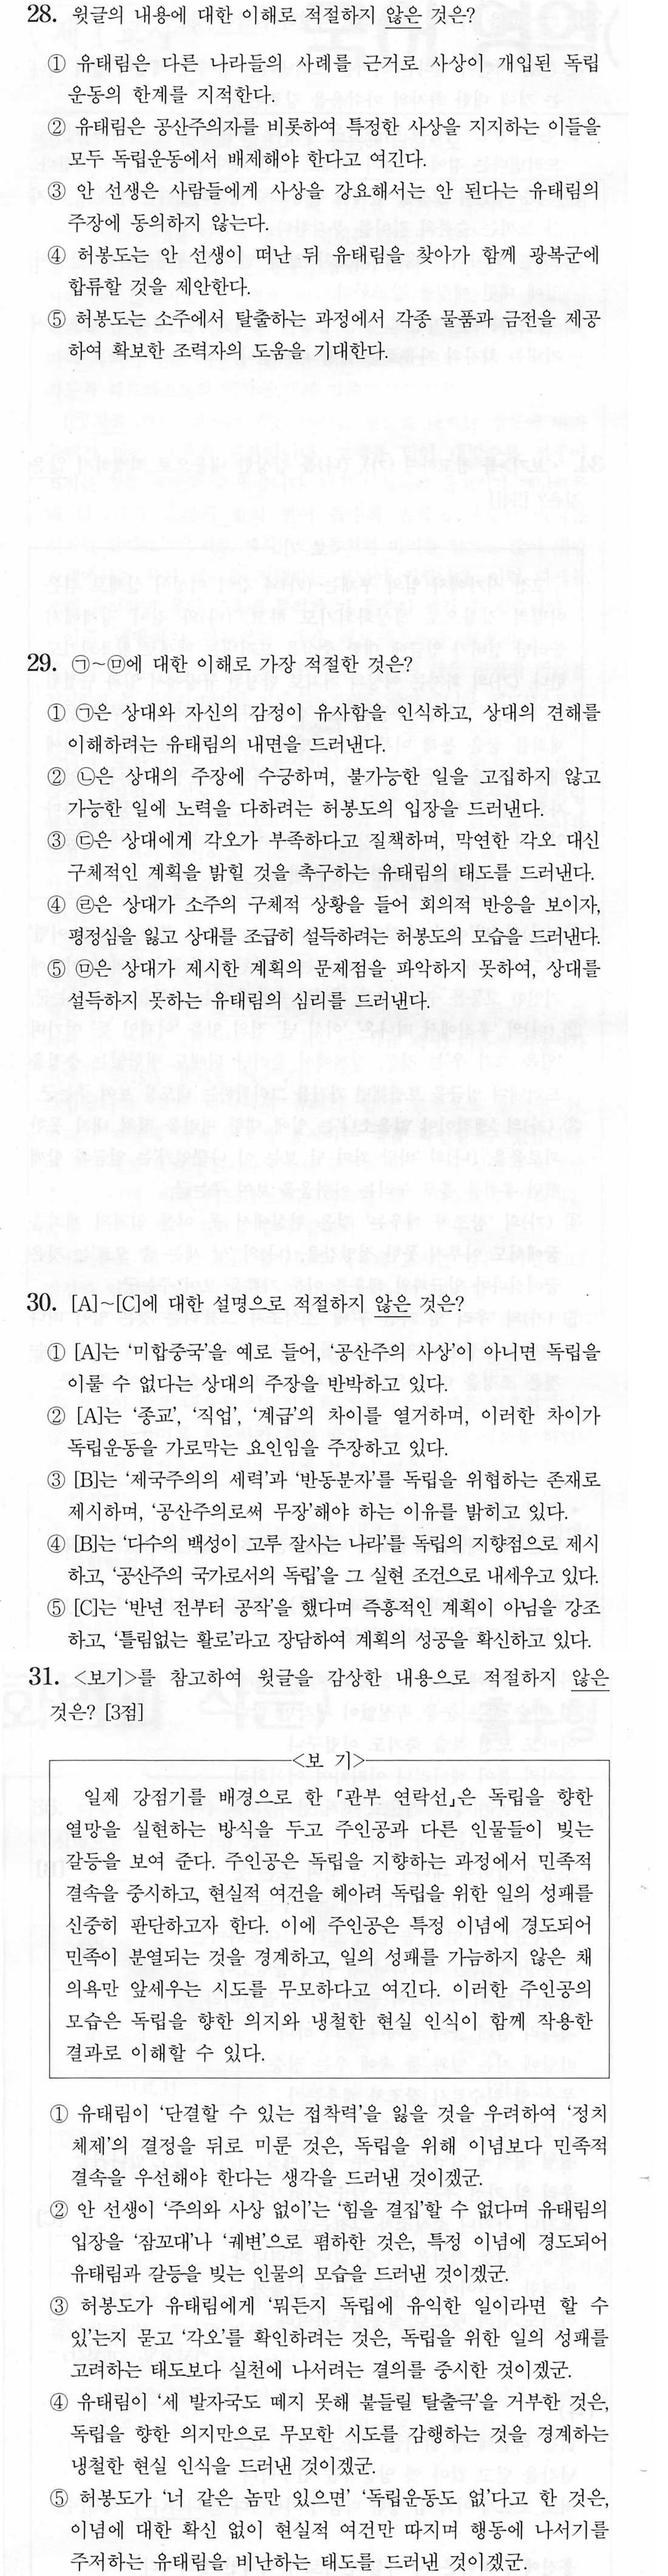 28. 윗글의 내용에 대한 이해로 적절하지 않은 것은?
① 유태림은 다른 나라들의 사례를 근거로 사상이 개입된 독립
운동의 한계를 지적한다.
② 유태림은 공산주의자를 비롯하여 특정한 사상을 지지하는 이들을
모두 독립운동에서 배제해야 한다고 여긴다.
③ 안 선생은 사람들에게 사상을 강요해서는 안 된다는 유태림의
주장에 동의하지 않는다.
④ 허봉도는 안 선생이 떠난 뒤 유태림을 찾아가 함께 광복군에
합류할 것을 제안한다.
⑤ 허봉도는 소주에서 탈출하는 과정에서 각종 물품과 금전을 제공
하여 확보한 조력자의 도움을 기대한다.
29. ㉠~㉤에 대한 이해로 가장 적절한 것은?
① ㉠은 상대와 자신의 감정이 유사함을 인식하고, 상대의 견해를
이해하려는 유태림의 내면을 드러낸다.
② ㉡은 상대의 주장에 수긍하며, 불가능한 일을 고집하지 않고
가능한 일에 노력을 다하려는 허봉도의 입장을 드러낸다.
③ ㉢은 상대에게 각오가 부족하다고 질책하며, 막연한 각오 대신
구체적인 계획을 밝힐 것을 촉구하는 유태림의 태도를 드러낸다.
④ ㉣은 상대가 소주의 구체적 상황을 들어 회의적 반응을 보이자,
평정심을 잃고 상대를 조급히 설득하려는 허봉도의 모습을 드러낸다.
⑤ ㉤은 상대가 제시한 계획의 문제점을 파악하지 못하여, 상대를
설득하지 못하는 유태림의 심리를 드러낸다.
30. [A]~[C]에 대한 설명으로 적절하지 않은 것은?
① [A]는 ‘미합중국’을 예로 들어, ‘공산주의 사상’이 아니면 독립을
이룰 수 없다는 상대의 주장을 반박하고 있다.
② [A]는 ‘종교’, ‘직업’, ‘계급’의 차이를 열거하며, 이러한 차이가
독립운동을 가로막는 요인임을 주장하고 있다.
③ [B]는 ‘제국주의의 세력’과 ‘반동분자’를 독립을 위협하는 존재로
제시하며, ‘공산주의로써 무장’해야 하는 이유를 밝히고 있다.
④ [B]는 ‘다수의 백성이 고루 잘사는 나라’를 독립의 지향점으로 제시
하고, ‘공산주의 국가로서의 독립’을 그 실현 조건으로 내세우고 있다.
⑤ [C]는 ‘반년 전부터 공작’을 했다며 즉흥적인 계획이 아님을 강조
하고, ‘틀림없는 활로’라고 장담하여 계획의 성공을 확신하고 있다.
31. <보기>를 참고하여 윗글을 감상한 내용으로 적절하지 않은
것은? [3점]
<보 기>
일제 강점기를 배경으로 한 「관부 연락선」은 독립을 향한
열망을 실현하는 방식을 두고 주인공과 다른 인물들이 빚는
갈등을 보여 준다. 주인공은 독립을 지향하는 과정에서 민족적
결속을 중시하고, 현실적 여건을 헤아려 독립을 위한 일의 성패를
신중히 판단하고자 한다. 이에 주인공은 특정 이념에 경도되어
민족이 분열되는 것을 경계하고, 일의 성패를 가늠하지 않은 채
의욕만 앞세우는 시도를 무모하다고 여긴다. 이러한 주인공의
모습은 독립을 향한 의지와 냉철한 현실 인식이 함께 작용한
결과로 이해할 수 있다.
① 유태림이 ‘단결할 수 있는 접착력’을 잃을 것을 우려하여 ‘정치
체제’의 결정을 뒤로 미룬 것은, 독립을 위해 이념보다 민족적
결속을 우선해야 한다는 생각을 드러낸 것이겠군.
② 안 선생이 ‘주의와 사상 없이’는 ‘힘을 결집’할 수 없다며 유태림의
입장을 ‘잠꼬대’나 ‘궤변’으로 폄하한 것은, 특정 이념에 경도되어
유태림과 갈등을 빚는 인물의 모습을 드러낸 것이겠군.
③ 허봉도가 유태림에게 ‘뭐든지 독립에 유익한 일이라면 할 수
있’는지 묻고 ‘각오’를 확인하려는 것은, 독립을 위한 일의 성패를
고려하는 태도보다 실천에 나서려는 결의를 중시한 것이겠군.
④ 유태림이 ‘세 발자국도 떼지 못해 붙들릴 탈출극’을 거부한 것은,
독립을 향한 의지만으로 무모한 시도를 감행하는 것을 경계하는
냉철한 현실 인식을 드러낸 것이겠군.
⑤ 허봉도가 ‘너 같은 놈만 있으면’ ‘독립운동도 없’다고 한 것은,
이념에 대한 확신 없이 현실적 여건만 따지며 행동에 나서기를
주저하는 유태림을 비난하는 태도를 드러낸 것이겠군.